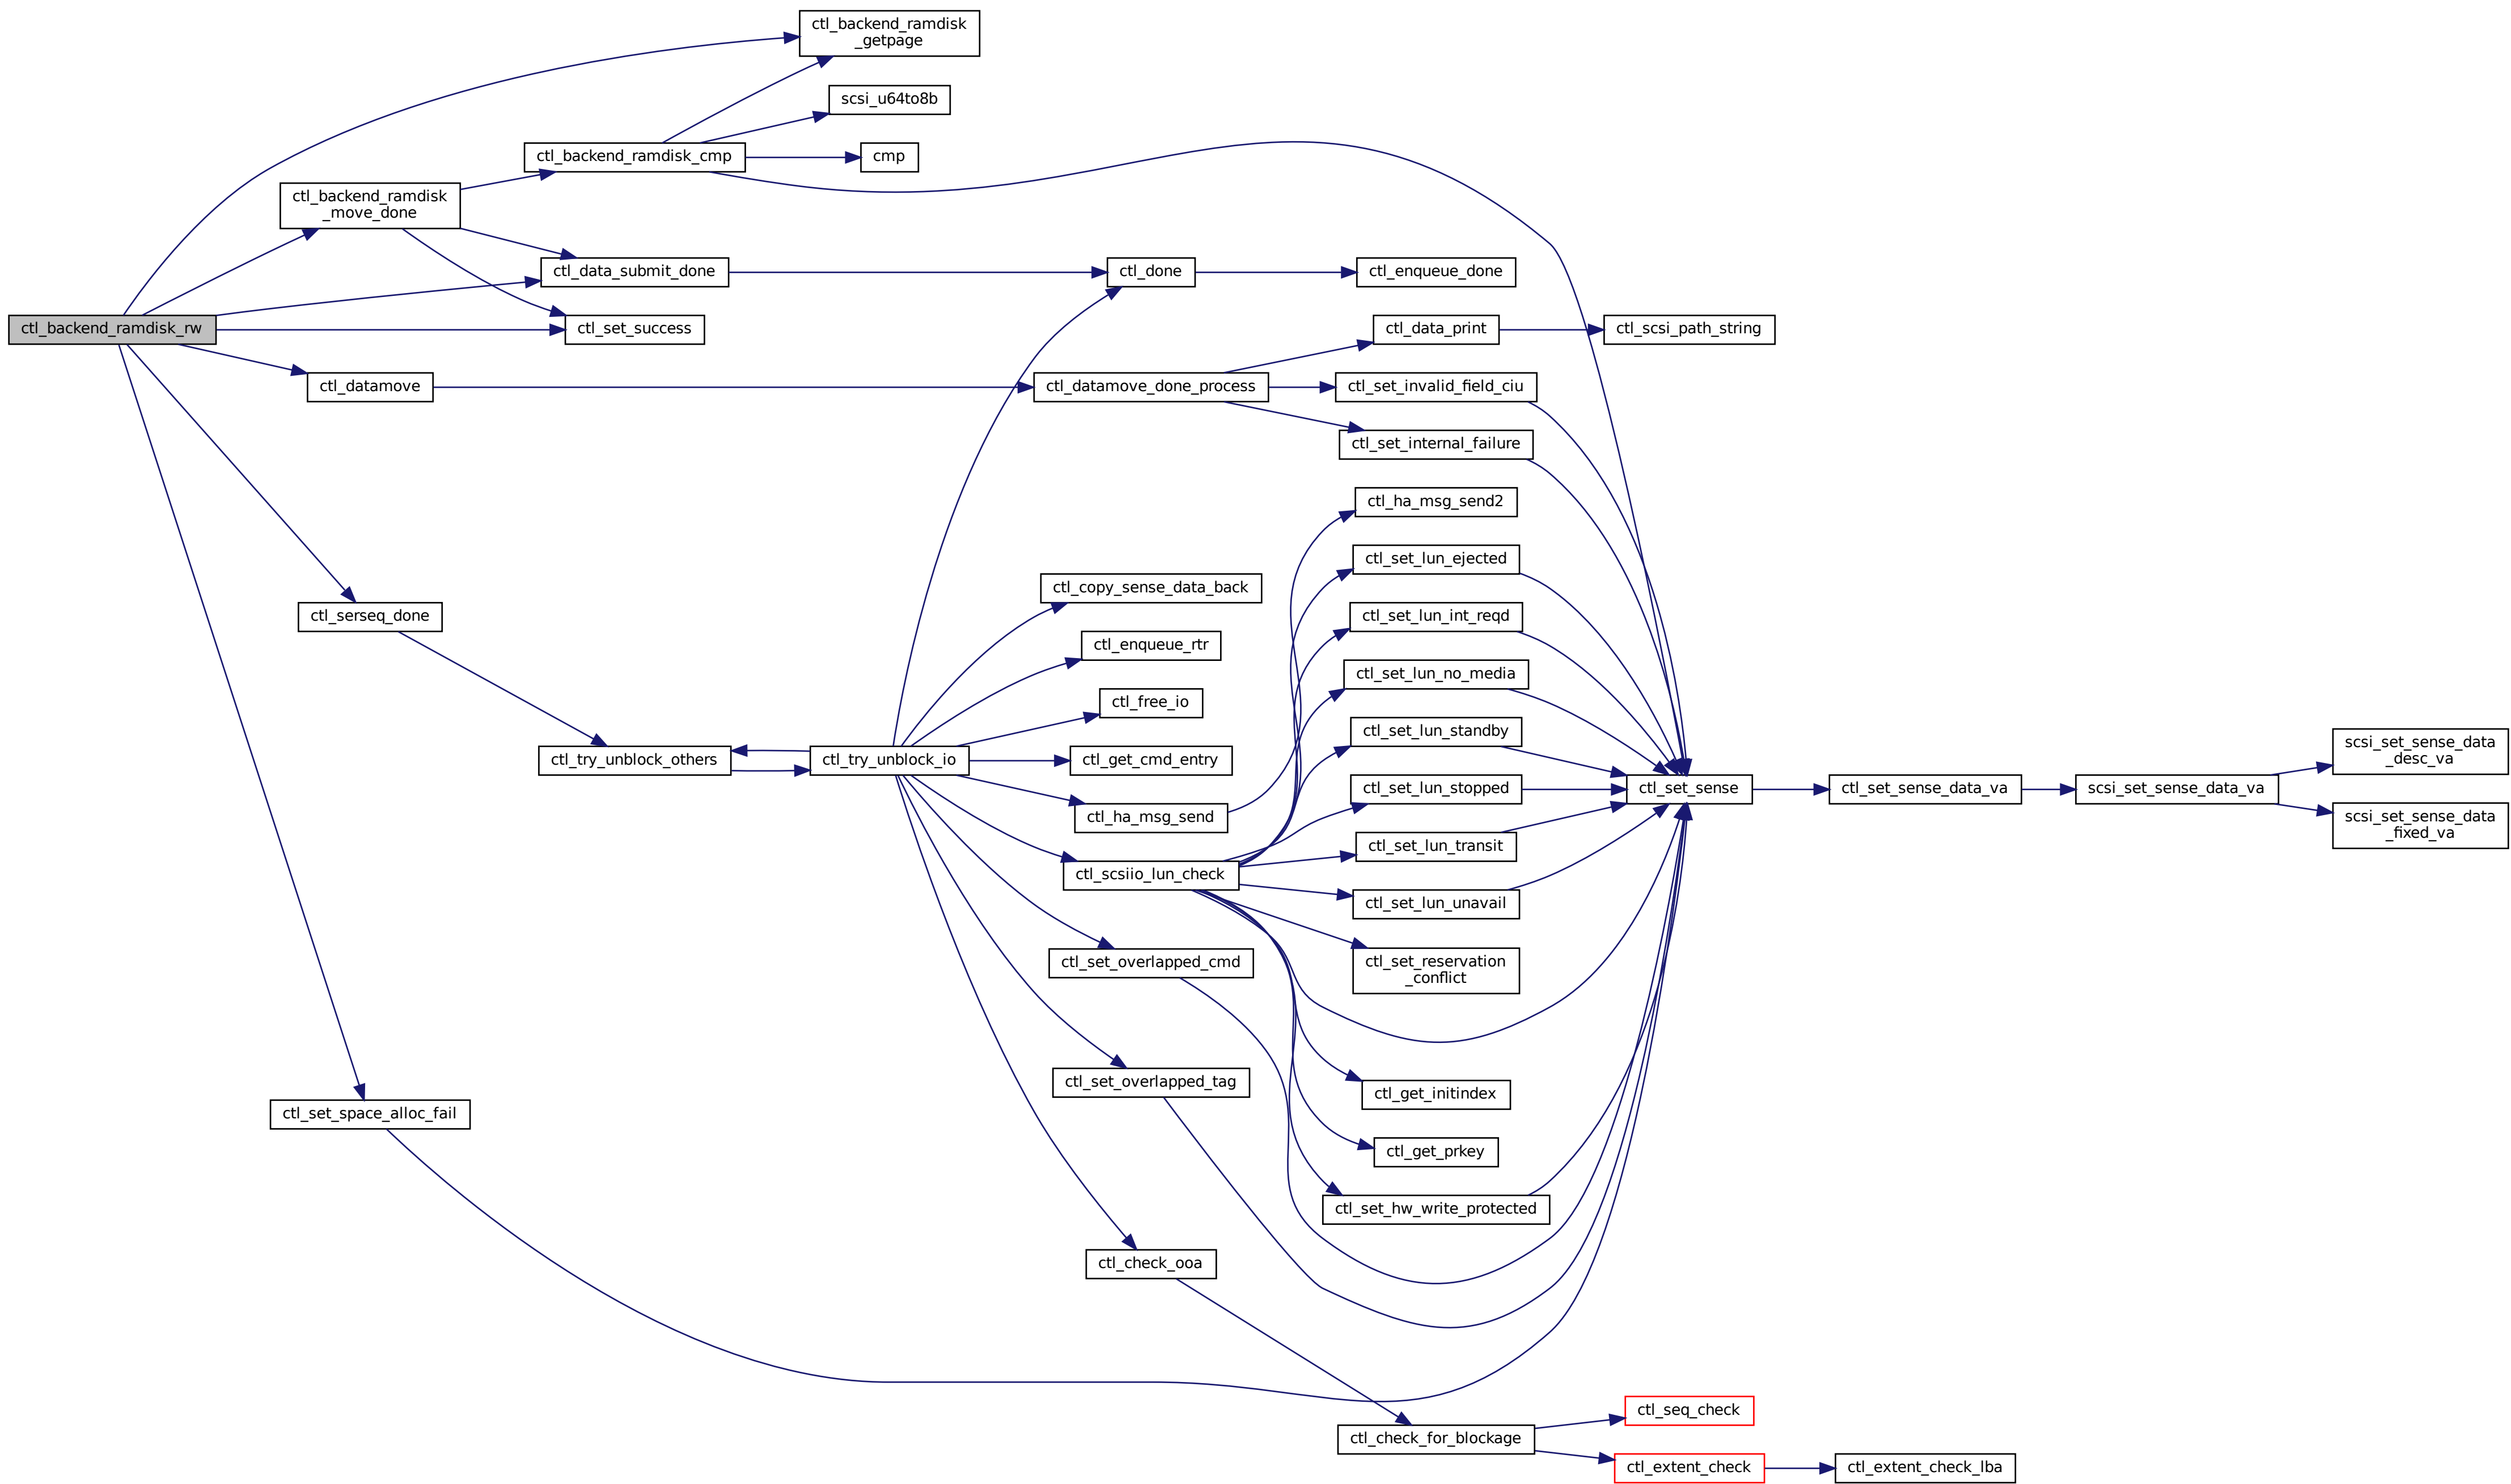 ctl_backend_ramdisk
_getpage
scsi_u64to8b
ctl_backend_ramdisk_cmp
cmp
ctl_backend_ramdisk
_move_done
ctl_data_submit_done
ctl_done
ctl_enqueue_done
ctl_backend_ramdisk_rw
ctl_set_success
ctl_data_print
ctl_scsi_path_string
ctl_datamove
ctl_datamove_done_process
ctl_set_invalid_field_ciu
ctl_set_internal_failure
ctl_ha_msg_send2
ctl_set_lun_ejected
ctl_copy_sense_data_back
ctl_serseq_done
ctl_set_lun_int_reqd
ctl_enqueue_rtr
ctl_set_lun_no_media
ctl_free_io
ctl_set_lun_standby
scsi_set_sense_data
_desc_va
ctl_try_unblock_others
ctl_try_unblock_io
ctl_get_cmd_entry
ctl_set_lun_stopped
ctl_set_sense
ctl_set_sense_data_va
scsi_set_sense_data_va
ctl_ha_msg_send
scsi_set_sense_data
_fixed_va
ctl_set_lun_transit
ctl_scsiio_lun_check
ctl_set_lun_unavail
ctl_set_overlapped_cmd
ctl_set_reservation
_conflict
ctl_set_overlapped_tag
ctl_get_initindex
ctl_set_space_alloc_fail
ctl_get_prkey
ctl_set_hw_write_protected
ctl_check_ooa
ctl_seq_check
ctl_check_for_blockage
ctl_extent_check
ctl_extent_check_lba